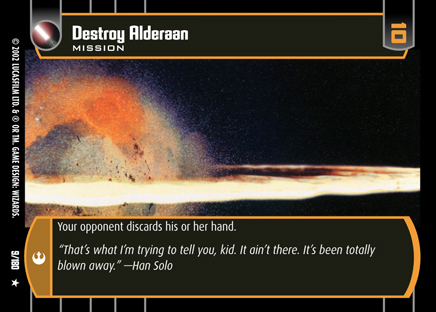 Destroy Alderaan
MISSION
10
Your opponent discards his or her hand.
"That's what I'm trying to tell you, kid. It ain't there. It's been totally
blown away." —Han Solo
© 2002 LUCASFILM LTD. & ® OR TM. GAME DESIGN: WIZARDS.
9/180